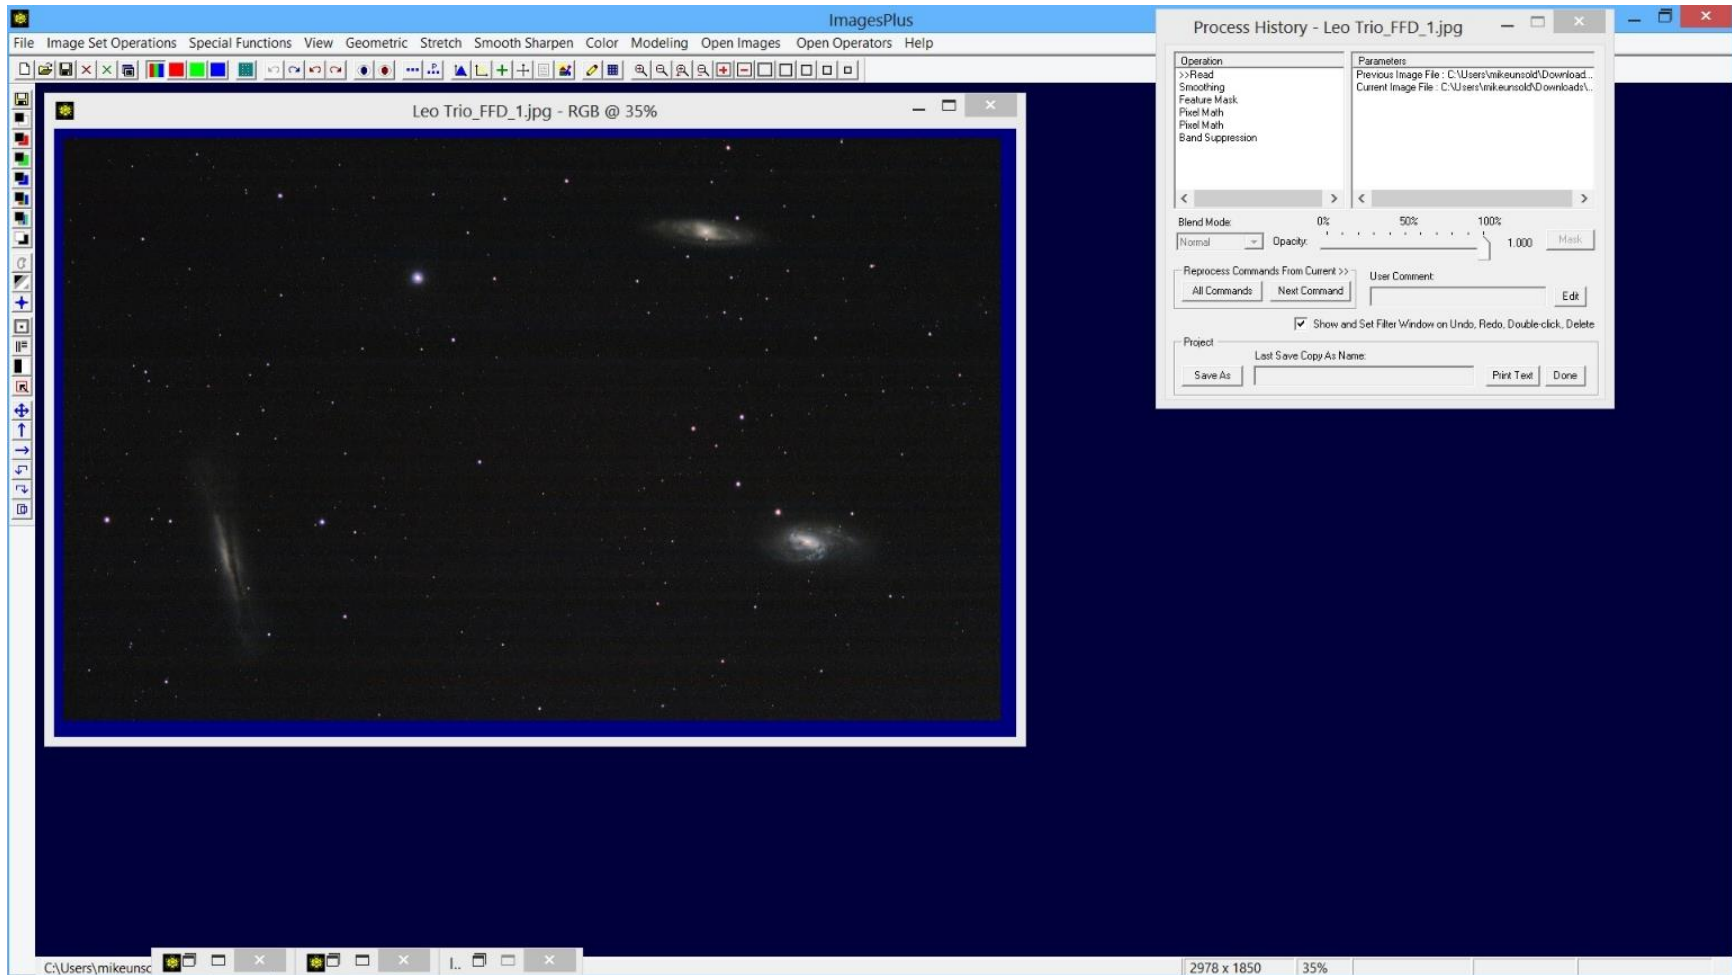 ImagesPlus
File Image Set Operations Special Functions View Geometric Stretch Smooth Sharpen Color Modeling Open Images Open Operators Help
Leo Trio_FFD_1.jpg - RGB @ 35%
Process History - Leo Trio_FFD_1.jpg
Operation
>>Read
Smoothing
Feature Mask
Pixel Math
Pixel Math
Band Suppression
Parameters
Previous Image File : C:\Users\mikeunsold\Download...
Current Image File : C:\Users\mikeunsold\Downloads\...
Blend Mode:
0% 50% 100%
Normal
Opacity:
1.000
Mask
Reprocess Commands From Current >>
All Commands
Next Command
User Comment:
Edit
Show and Set Filter Window on Undo, Redo, Double-click, Delete
Project
Last Save Copy As Name:
Save As
Print Text
Done
C:\Users\mikeunsc
I..
2978 x 1850
35%